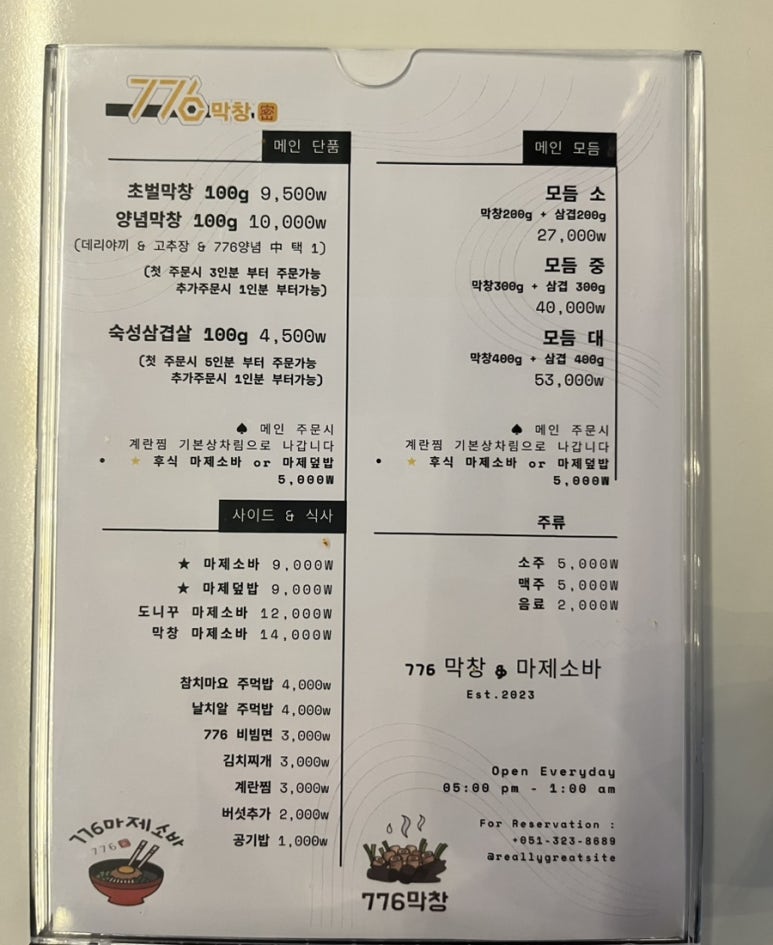 776막창 密
메인 단품
초벌막창 100g 9,500w
양념막창 100g 10,000w
(데리야끼 & 고추장 & 776양념 中 택 1)
(첫 주문시 3인분 부터 주문가능
추가주문시 1인분 부터가능)
숙성삼겹살 100g 4,500w
(첫 주문시 5인분 부터 주문가능
추가주문시 1인분 부터가능)
♠ 메인 주문시
계란찜 기본상차림으로 나갑니다
• ★ 후식 마제소바 or 마제덮밥
5,000W
사이드 & 식사
★ 마제소바 9,000W
★ 마제덮밥 9,000W
도니꾸 마제소바 12,000W
막창 마제소바 14,000W
참치마요 주먹밥 4,000w
날치알 주먹밥 4,000w
776 비빔면 3,000w
김치찌개 3,000w
계란찜 3,000w
버섯추가 2,000w
공기밥 1,000w
776마제소바
776
메인 모듬
모듬 소
막창200g + 삼겹200g
27,000w
모듬 중
막창300g + 삼겹 300g
40,000w
모듬 대
막창400g + 삼겹 400g
53,000w
♠ 메인 주문시
계란찜 기본상차림으로 나갑니다
• ★ 후식 마제소바 or 마제덮밥
5,000W
주류
소주 5,000W
맥주 5,000W
음료 2,000W
776 막창 & 마제소바
Est.2023
Open Everyday
05:00 pm - 1:00 am
For Reservation :
+051-323-8689
@reallygreatsite
776막창